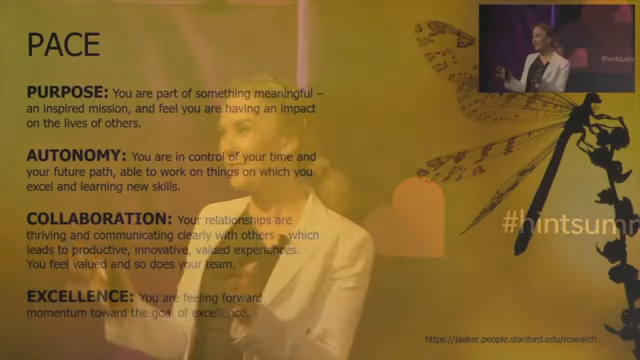 PACE
#hintsumm
PURPOSE: You are part of something meaningful –
an inspired mission, and feel you are having an impact
on the lives of others.
AUTONOMY: You are in control of your time and
your future path, able to work on things on which you
excel and learning new skills.
COLLABORATION: Your relationships are
thriving and communicating clearly with others – which
leads to productive, innovative, valued experiences.
You feel valued and so does your team.
#hintsumm
EXCELLENCE: You are feeling forward
momentum toward the goal of excellence.
https://jaaker.people.stanford.edu/research